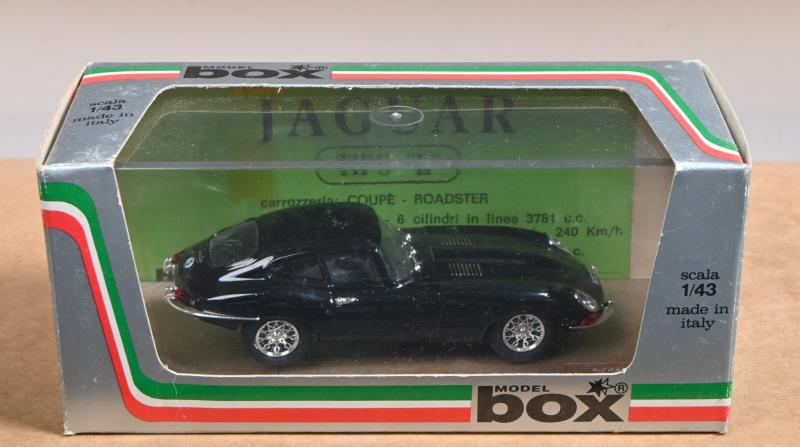 MODEL
box
scala
1/43
made in
italy
JAGUAR
TIPO "E"
carrozzeria: COUPÈ - ROADSTER
- 6 cilindri in linea 3781 c.c.
240 Km/h
c.
scala
1/43
made in
italy
MODEL
box®